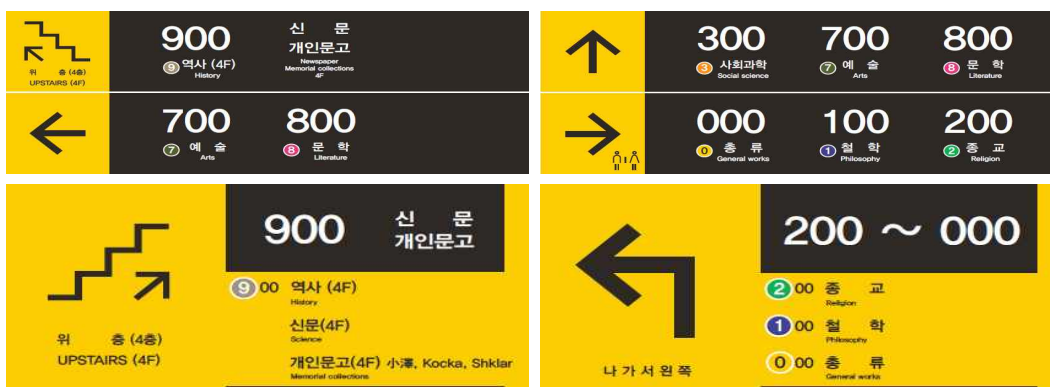 위 층 (4층)
UPSTAIRS (4F)
900
9 역사 (4F)
History
신 문
개인문고
Newspaper
Memorial collections
4F
700
7 예 술
Arts
800
8 문 학
Literature
300
3 사회과학
Social science
700
7 예 술
Arts
800
8 문 학
Literature
000
0 총 류
General works
100
1 철 학
Philosophy
200
2 종 교
Religion
위 층 (4층)
UPSTAIRS (4F)
900
신 문
개인문고
9 00 역사 (4F)
History
신문(4F)
Science
개인문고(4F) 小澤, Kocka, Shklar
Memorial collections
나가서왼쪽
200 ~ 000
2 00 종 교
Religion
1 00 철 학
Philosophy
0 00 총 류
General works